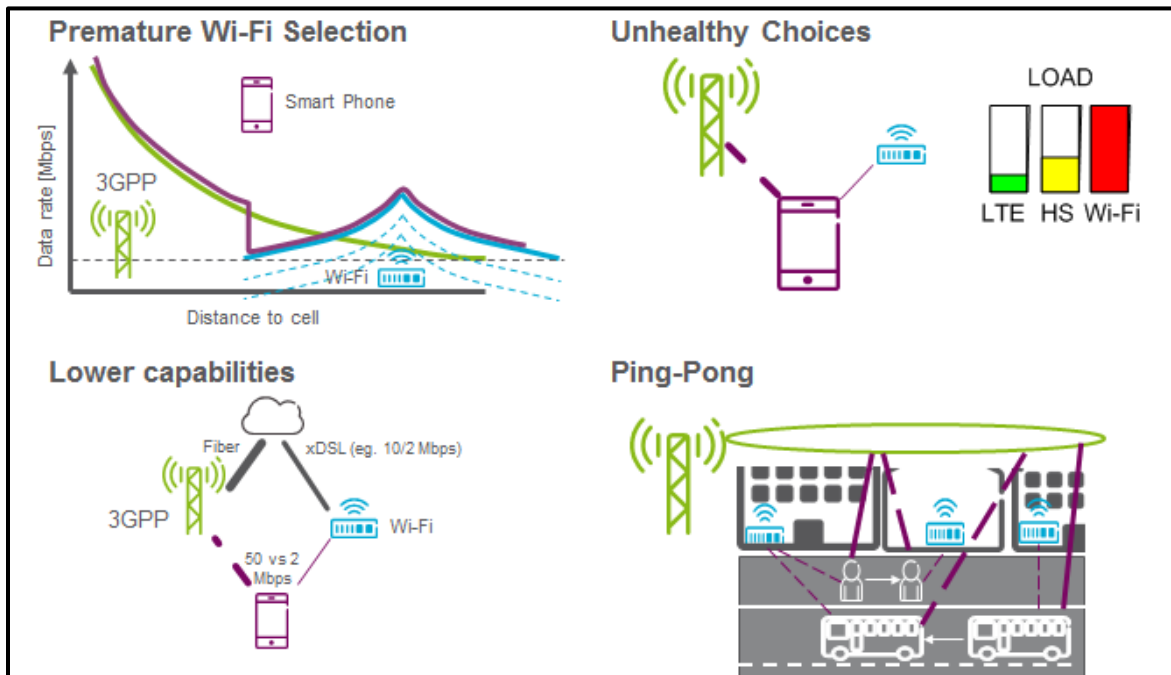 Premature Wi-Fi Selection
Data rate [Mbps]
Smart Phone
3GPP
Wi-Fi
Distance to cell
Unhealthy Choices
LOAD
LTE HS Wi-Fi
Lower capabilities
Fiber
xDSL (eg. 10/2 Mbps)
3GPP
Wi-Fi
50 vs 2
Mbps
Ping-Pong